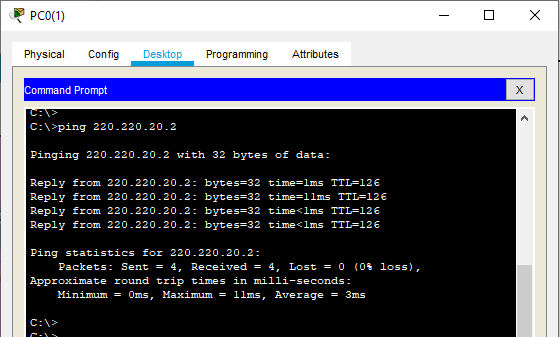 PC0(1)
Physical Config Desktop Programming Attributes
Command Prompt X
C:\>
C:\>ping 220.220.20.2
Pinging 220.220.20.2 with 32 bytes of data:
Reply from 220.220.20.2: bytes=32 time=1ms TTL=126
Reply from 220.220.20.2: bytes=32 time=11ms TTL=126
Reply from 220.220.20.2: bytes=32 time<1ms TTL=126
Reply from 220.220.20.2: bytes=32 time<1ms TTL=126
Ping statistics for 220.220.20.2:
Packets: Sent = 4, Received = 4, Lost = 0 (0% loss),
Approximate round trip times in milli-seconds:
Minimum = 0ms, Maximum = 11ms, Average = 3ms
C:\>
C:\>